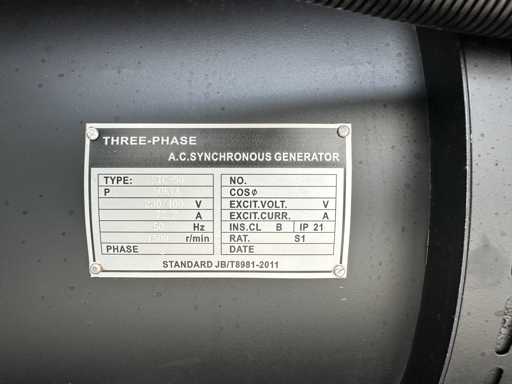 THREE-PHASE
A.C.SYNCHRONOUS GENERATOR
TYPE: NO.
P COSφ
V EXCIT.VOLT. V
A EXCIT.CURR. A
50 Hz INS.CL B IP 21
r/min RAT. S1
PHASE DATE
STANDARD JB/T8981-2011